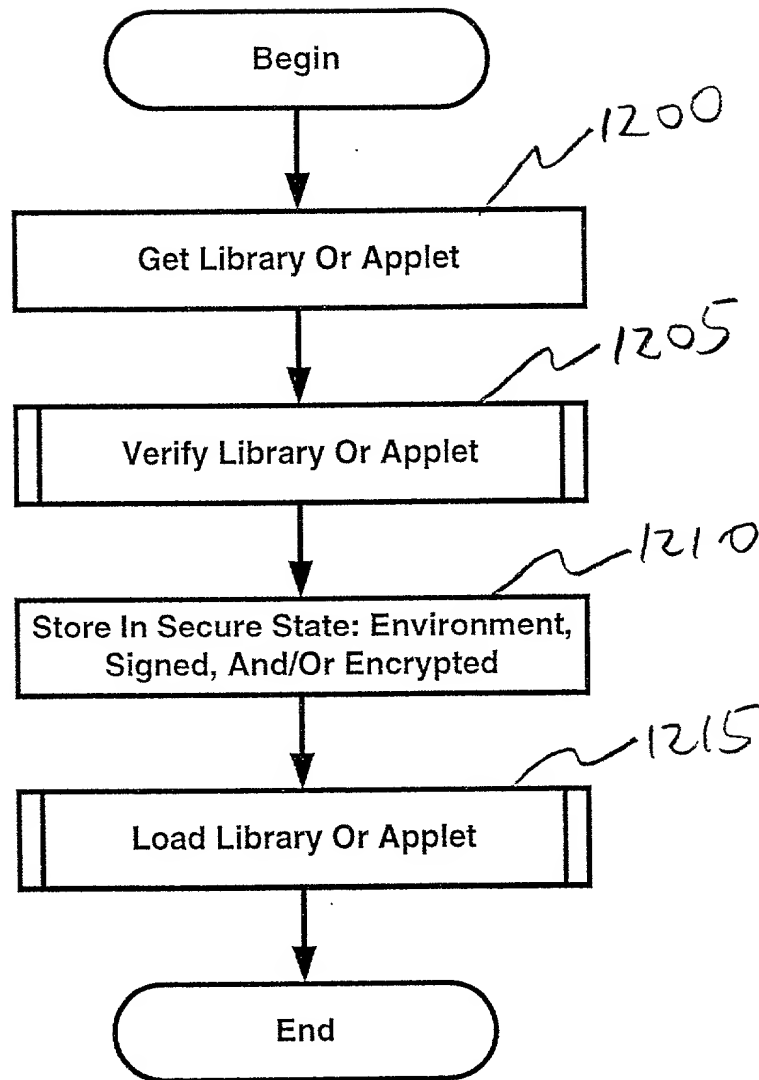 Begin
1200
Get Library Or Applet
1205
Verify Library Or Applet
1210
Store In Secure State: Environment,
Signed, And/Or Encrypted
1215
Load Library Or Applet
End